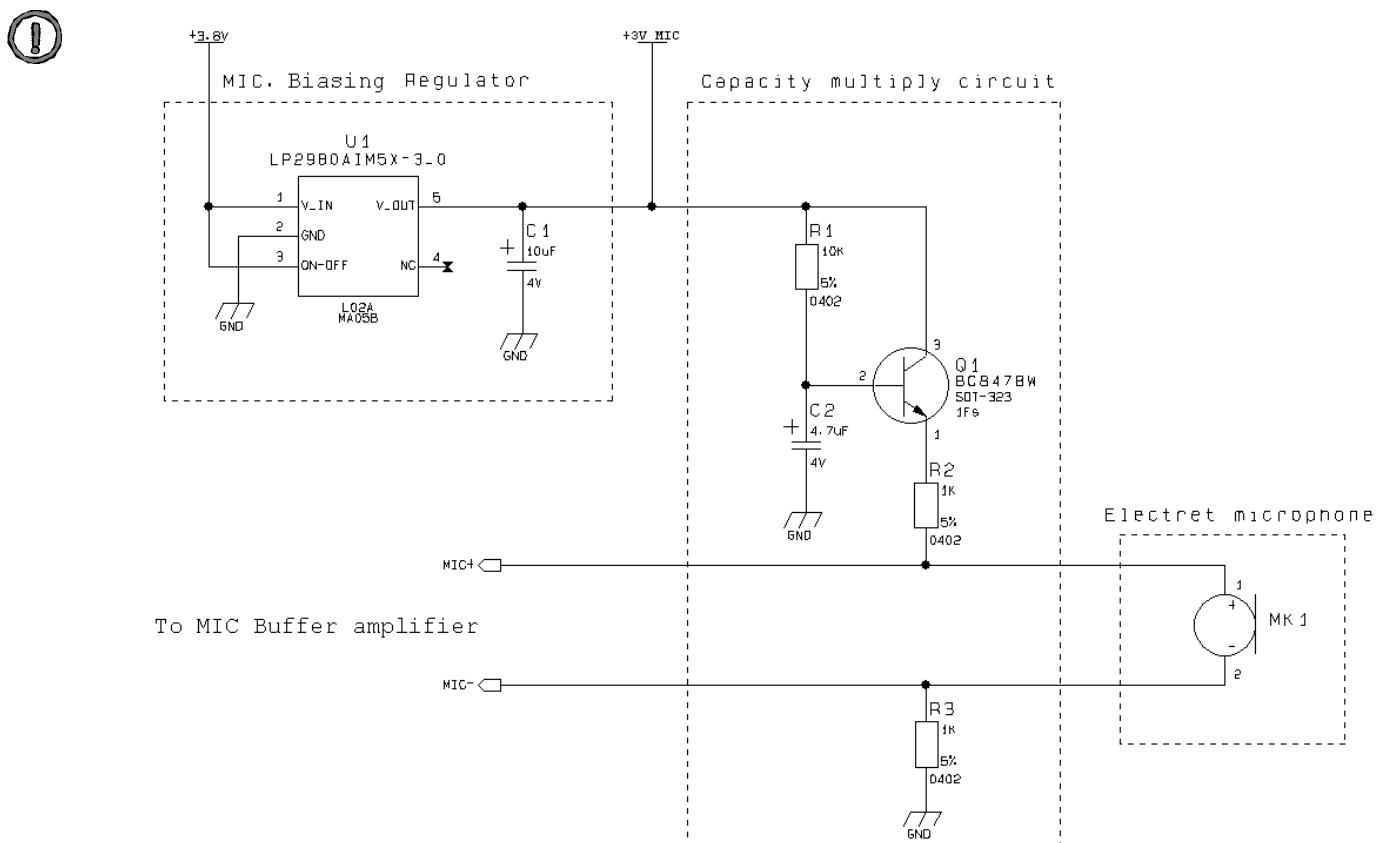 +3.8V
+3V MIC
MIC. Biasing Regulator
Capacity multiply circuit
U1
LP2980AIM5X-3_0
1
V_IN
V_OUT
5
2
GND
3
ON-OFF
NC
4
L02A
MA05B
GND
C1
+
10uF
4V
GND
R1
10K
5%
0402
2
3
Q1
BC847BW
SOT-323
1Fs
1
C2
+
4.7uF
4V
GND
R2
1K
5%
0402
Electret microphone
MIC+
1
+
MK1
-
2
To MIC Buffer amplifier
MIC-
R3
1K
5%
0402
GND